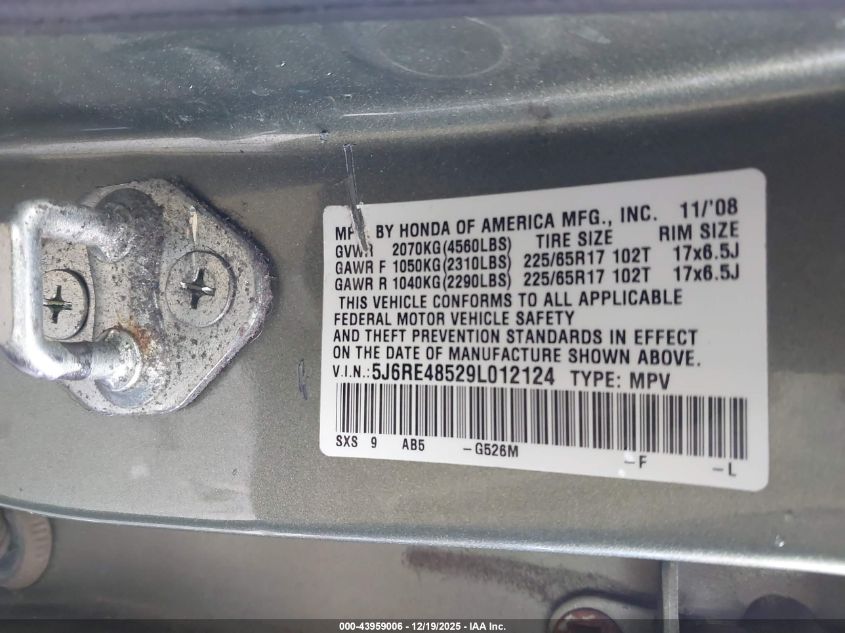 MFD. BY HONDA OF AMERICA MFG., INC. 11/'08
GVWR 2070KG(4560LBS) TIRE SIZE RIM SIZE
GAWR F 1050KG(2310LBS) 225/65R17 102T 17x6.5J
GAWR R 1040KG(2290LBS) 225/65R17 102T 17x6.5J
THIS VEHICLE CONFORMS TO ALL APPLICABLE
FEDERAL MOTOR VEHICLE SAFETY
AND THEFT PREVENTION STANDARDS IN EFFECT
ON THE DATE OF MANUFACTURE SHOWN ABOVE.
V.I.N.: 5J6RE48529L012124 TYPE: MPV
SXS 9 AB5 -G526M -F -L
000-43959006 - 12/19/2025 - IAA Inc.